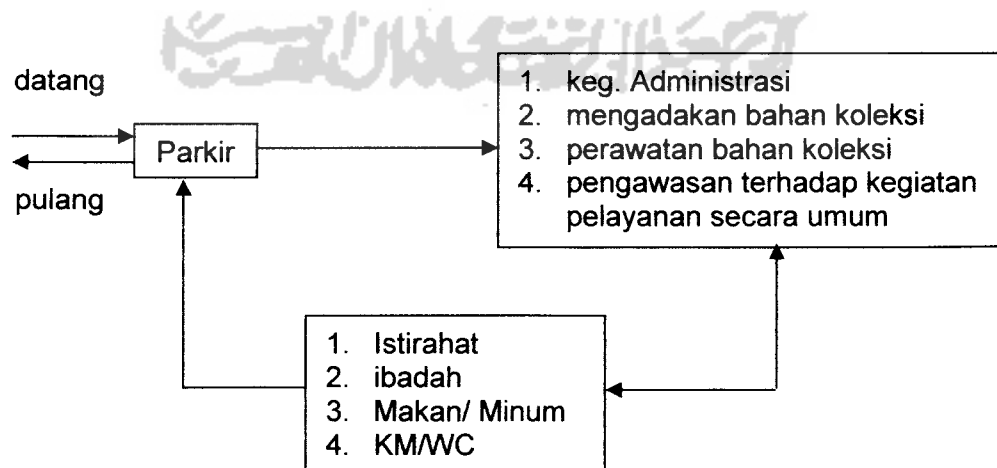 datang
pulang
Parkir
1. keg. Administrasi
2. mengadakan bahan koleksi
3. perawatan bahan koleksi
4. pengawasan terhadap kegiatan
pelayanan secara umum
1. Istirahat
2. ibadah
3. Makan/ Minum
4. KM/WC